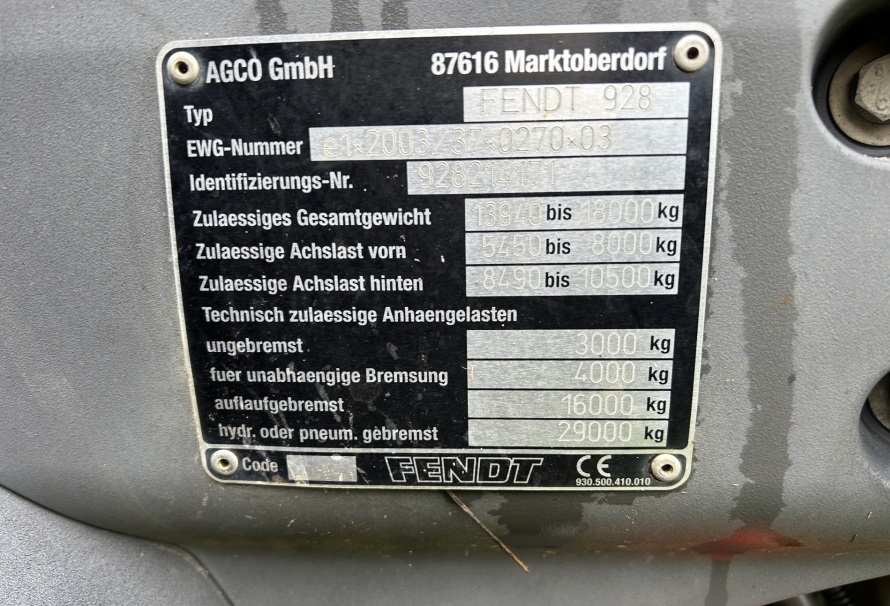 AGCO GmbH 87616 Marktoberdorf
Typ FENDT 928
EWG-Nummer e1*2003/37*0270*03
Identifizierungs-Nr.
Zulaessiges Gesamtgewicht 13940 bis 18000 kg
Zulaessige Achslast vorn 5450 bis 8000 kg
Zulaessige Achslast hinten 8490 bis 10500 kg
Technisch zulaessige Anhaengelasten
ungebremst 3000 kg
fuer unabhaengige Bremsung 4000 kg
auflaufgebremst 16000 kg
hydr. oder pneum. gebremst 29000 kg
Code FENDT CE
930.500.410.010